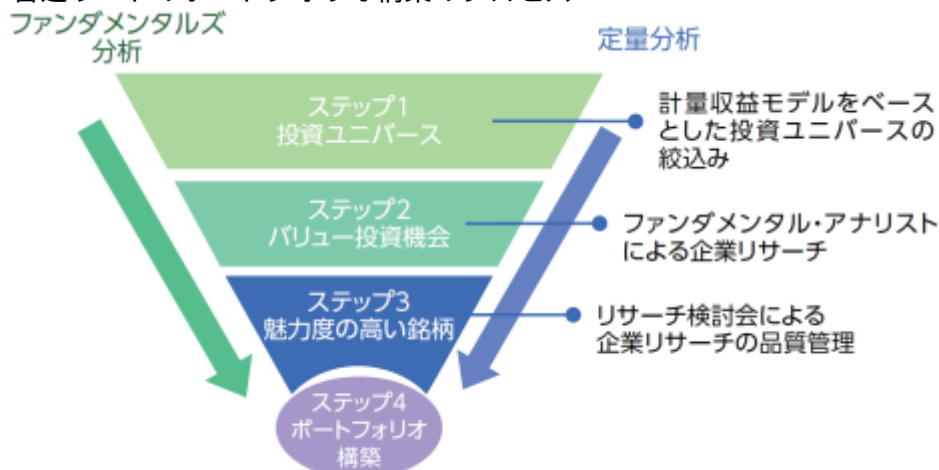 ファンダメンタルズ
分析
定量分析
ステップ1
投資ユニバース
計量収益モデルをベース
とした投資ユニバースの
絞込み
ステップ2
バリュー投資機会
ファンダメンタル・アナリスト
による企業リサーチ
ステップ3
魅力度の高い銘柄
リサーチ検討会による
企業リサーチの品質管理
ステップ4
ポートフォリオ
構築